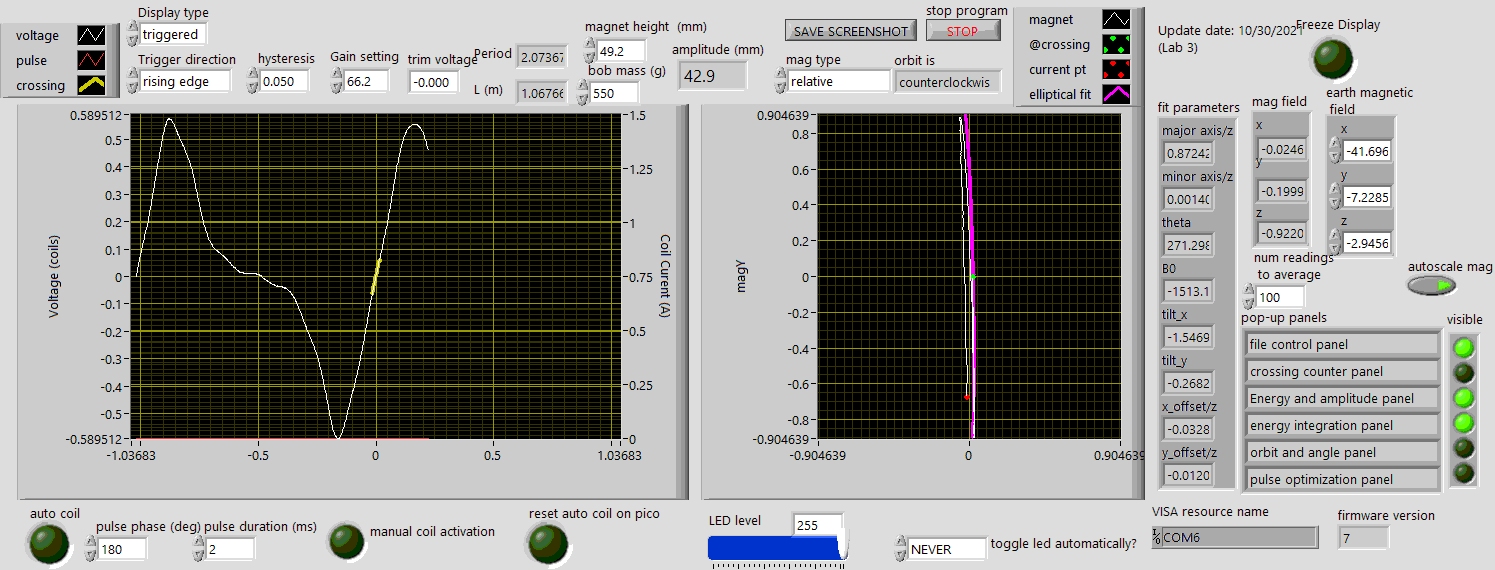 voltage
pulse
crossing
Display type
triggered
Trigger direction
rising edge
hysteresis
0.050
Gain setting
66.2
trim voltage
-0.000
Period
2.07367
L (m)
1.06766
magnet height (mm)
49.2
bob mass (g)
550
amplitude (mm)
42.9
SAVE SCREENSHOT
stop program
STOP
mag type
relative
orbit is
counterclockwis
magnet
@crossing
current pt
elliptical fit
Update date: 10/30/2021
(Lab 3)
Freeze Display
Voltage (coils)
0.589512
0.5
0.4
0.3
0.2
0.1
0
-0.1
-0.2
-0.3
-0.4
-0.5
-0.589512
-1.03683
-0.5
0
0.5
1.03683
1.5
1.25
1
0.75
0.5
0.25
0
Coil Current (A)
magY
0.904639
0.8
0.6
0.4
0.2
0
-0.2
-0.4
-0.6
-0.8
-0.904639
-0.904639
0
0.904639
fit parameters
major axis/z
0.87242
minor axis/z
0.00140
theta
271.298
B0
-1513.1
tilt_x
-1.5469
tilt_y
-0.2682
x_offset/z
-0.0328
y_offset/z
-0.0120
mag field
x
-0.0246
y
-0.1999
z
-0.9220
earth magnetic
field
x
-41.696
y
-7.2285
z
-2.9456
num readings
to average
100
autoscale mag
pop-up panels
visible
file control panel
crossing counter panel
Energy and amplitude panel
energy integration panel
orbit and angle panel
pulse optimization panel
auto coil
pulse phase (deg)
180
pulse duration (ms)
2
manual coil activation
reset auto coil on pico
LED level
255
NEVER
toggle led automatically?
VISA resource name
COM6
firmware version
7